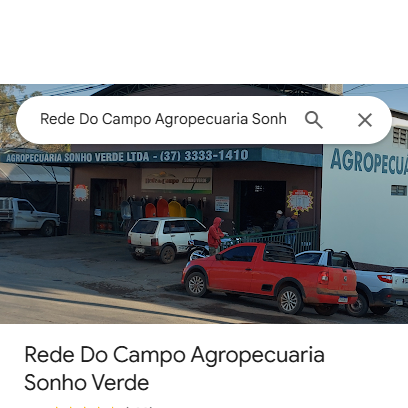 Rede Do Campo Agropecuaria Sonh
AGROPECUARIA SONHO VERDE LTDA - (37) 3333-1410
AGROPECUA
Rede Do Campo Agropecuaria
Sonho Verde